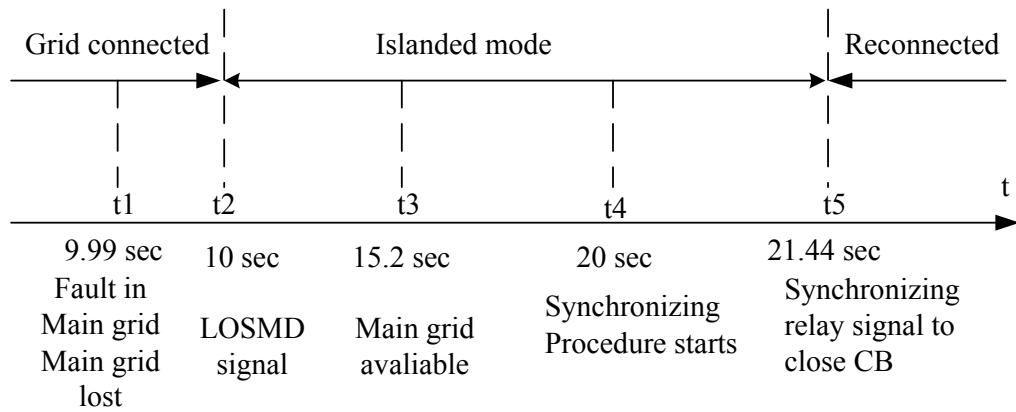 Grid connected
Islanded mode
Reconnected
t1
t2
t3
t4
t5
t
9.99 sec
Fault in
Main grid
Main grid
lost
10 sec
LOSMD
signal
15.2 sec
Main grid
avaliable
20 sec
Synchronizing
Procedure starts
21.44 sec
Synchronizing
relay signal to
close CB